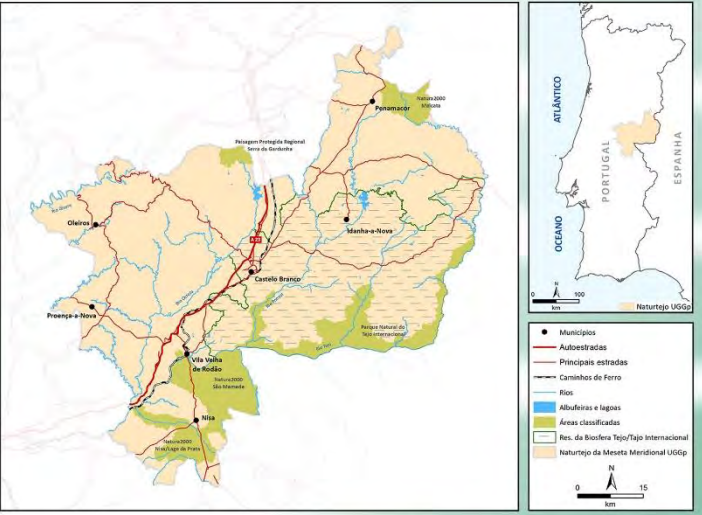 Natura2000
Malcata
Penamacor
Paisagem Protegida Regional
Serra da Gardunha
Oleiros
Idanha-a-Nova
Castelo Branco
Proença-a-Nova
Parque Natural do
Tejo Internacional
Vila Velha
de Rodão
Natura2000
São Mamede
Nisa
Natura2000
Nisa/Lage da Prata
ATLÂNTICO
OCEANO
PORTUGAL
ESPANHA
N
0 100
km
Naturtejo UGGp
Municípios
Autoestradas
Principais estradas
Caminhos de Ferro
Rios
Albufeiras e lagoas
Áreas classificadas
Res. da Biosfera Tejo/Tajo Internacional
Naturtejo da Meseta Meridional UGGp
N
0 15
km